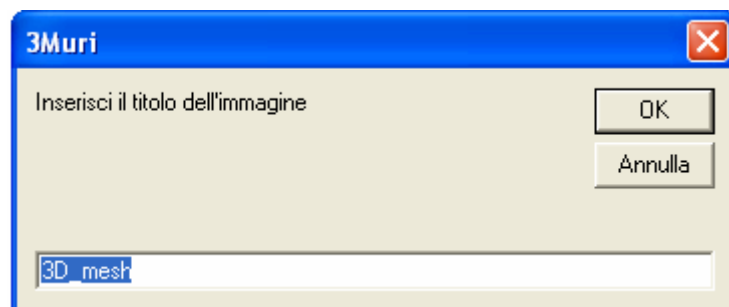 3Muri
Inserisci il titolo dell'immagine
OK
Annulla
3D_mesh